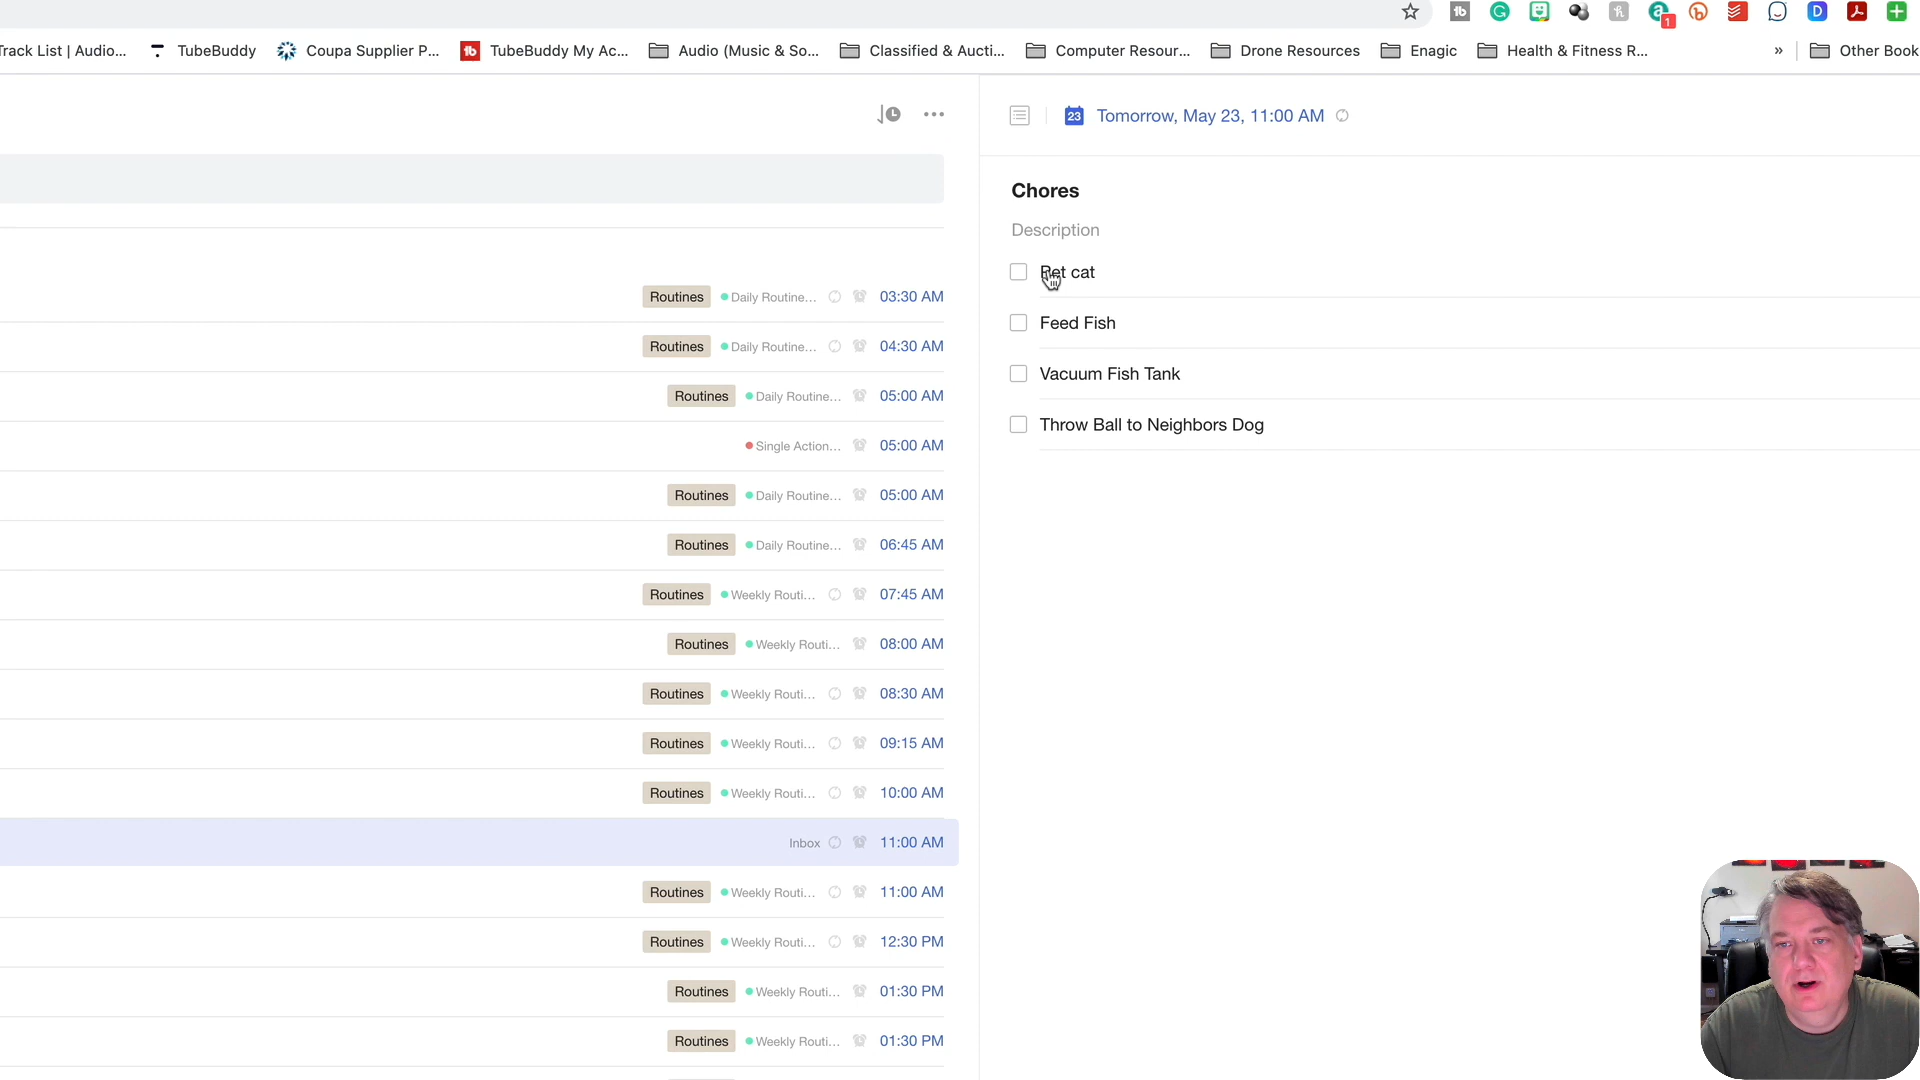 Track List | Audio... TubeBuddy Coupa Supplier P... TubeBuddy My Ac... Audio (Music & So... Classified & Aucti... Computer Resour... Drone Resources Enagic Health & Fitness R... » Other Book
23 Tomorrow, May 23, 11:00 AM
Chores
Description
Pet cat
Feed Fish
Vacuum Fish Tank
Throw Ball to Neighbors Dog
Routines Daily Routine... 03:30 AM
Routines Daily Routine... 04:30 AM
Routines Daily Routine... 05:00 AM
Single Action... 05:00 AM
Routines Daily Routine... 05:00 AM
Routines Daily Routine... 06:45 AM
Routines Weekly Routi... 07:45 AM
Routines Weekly Routi... 08:00 AM
Routines Weekly Routi... 08:30 AM
Routines Weekly Routi... 09:15 AM
Routines Weekly Routi... 10:00 AM
Inbox 11:00 AM
Routines Weekly Routi... 11:00 AM
Routines Weekly Routi... 12:30 PM
Routines Weekly Routi... 01:30 PM
Routines Weekly Routi... 01:30 PM